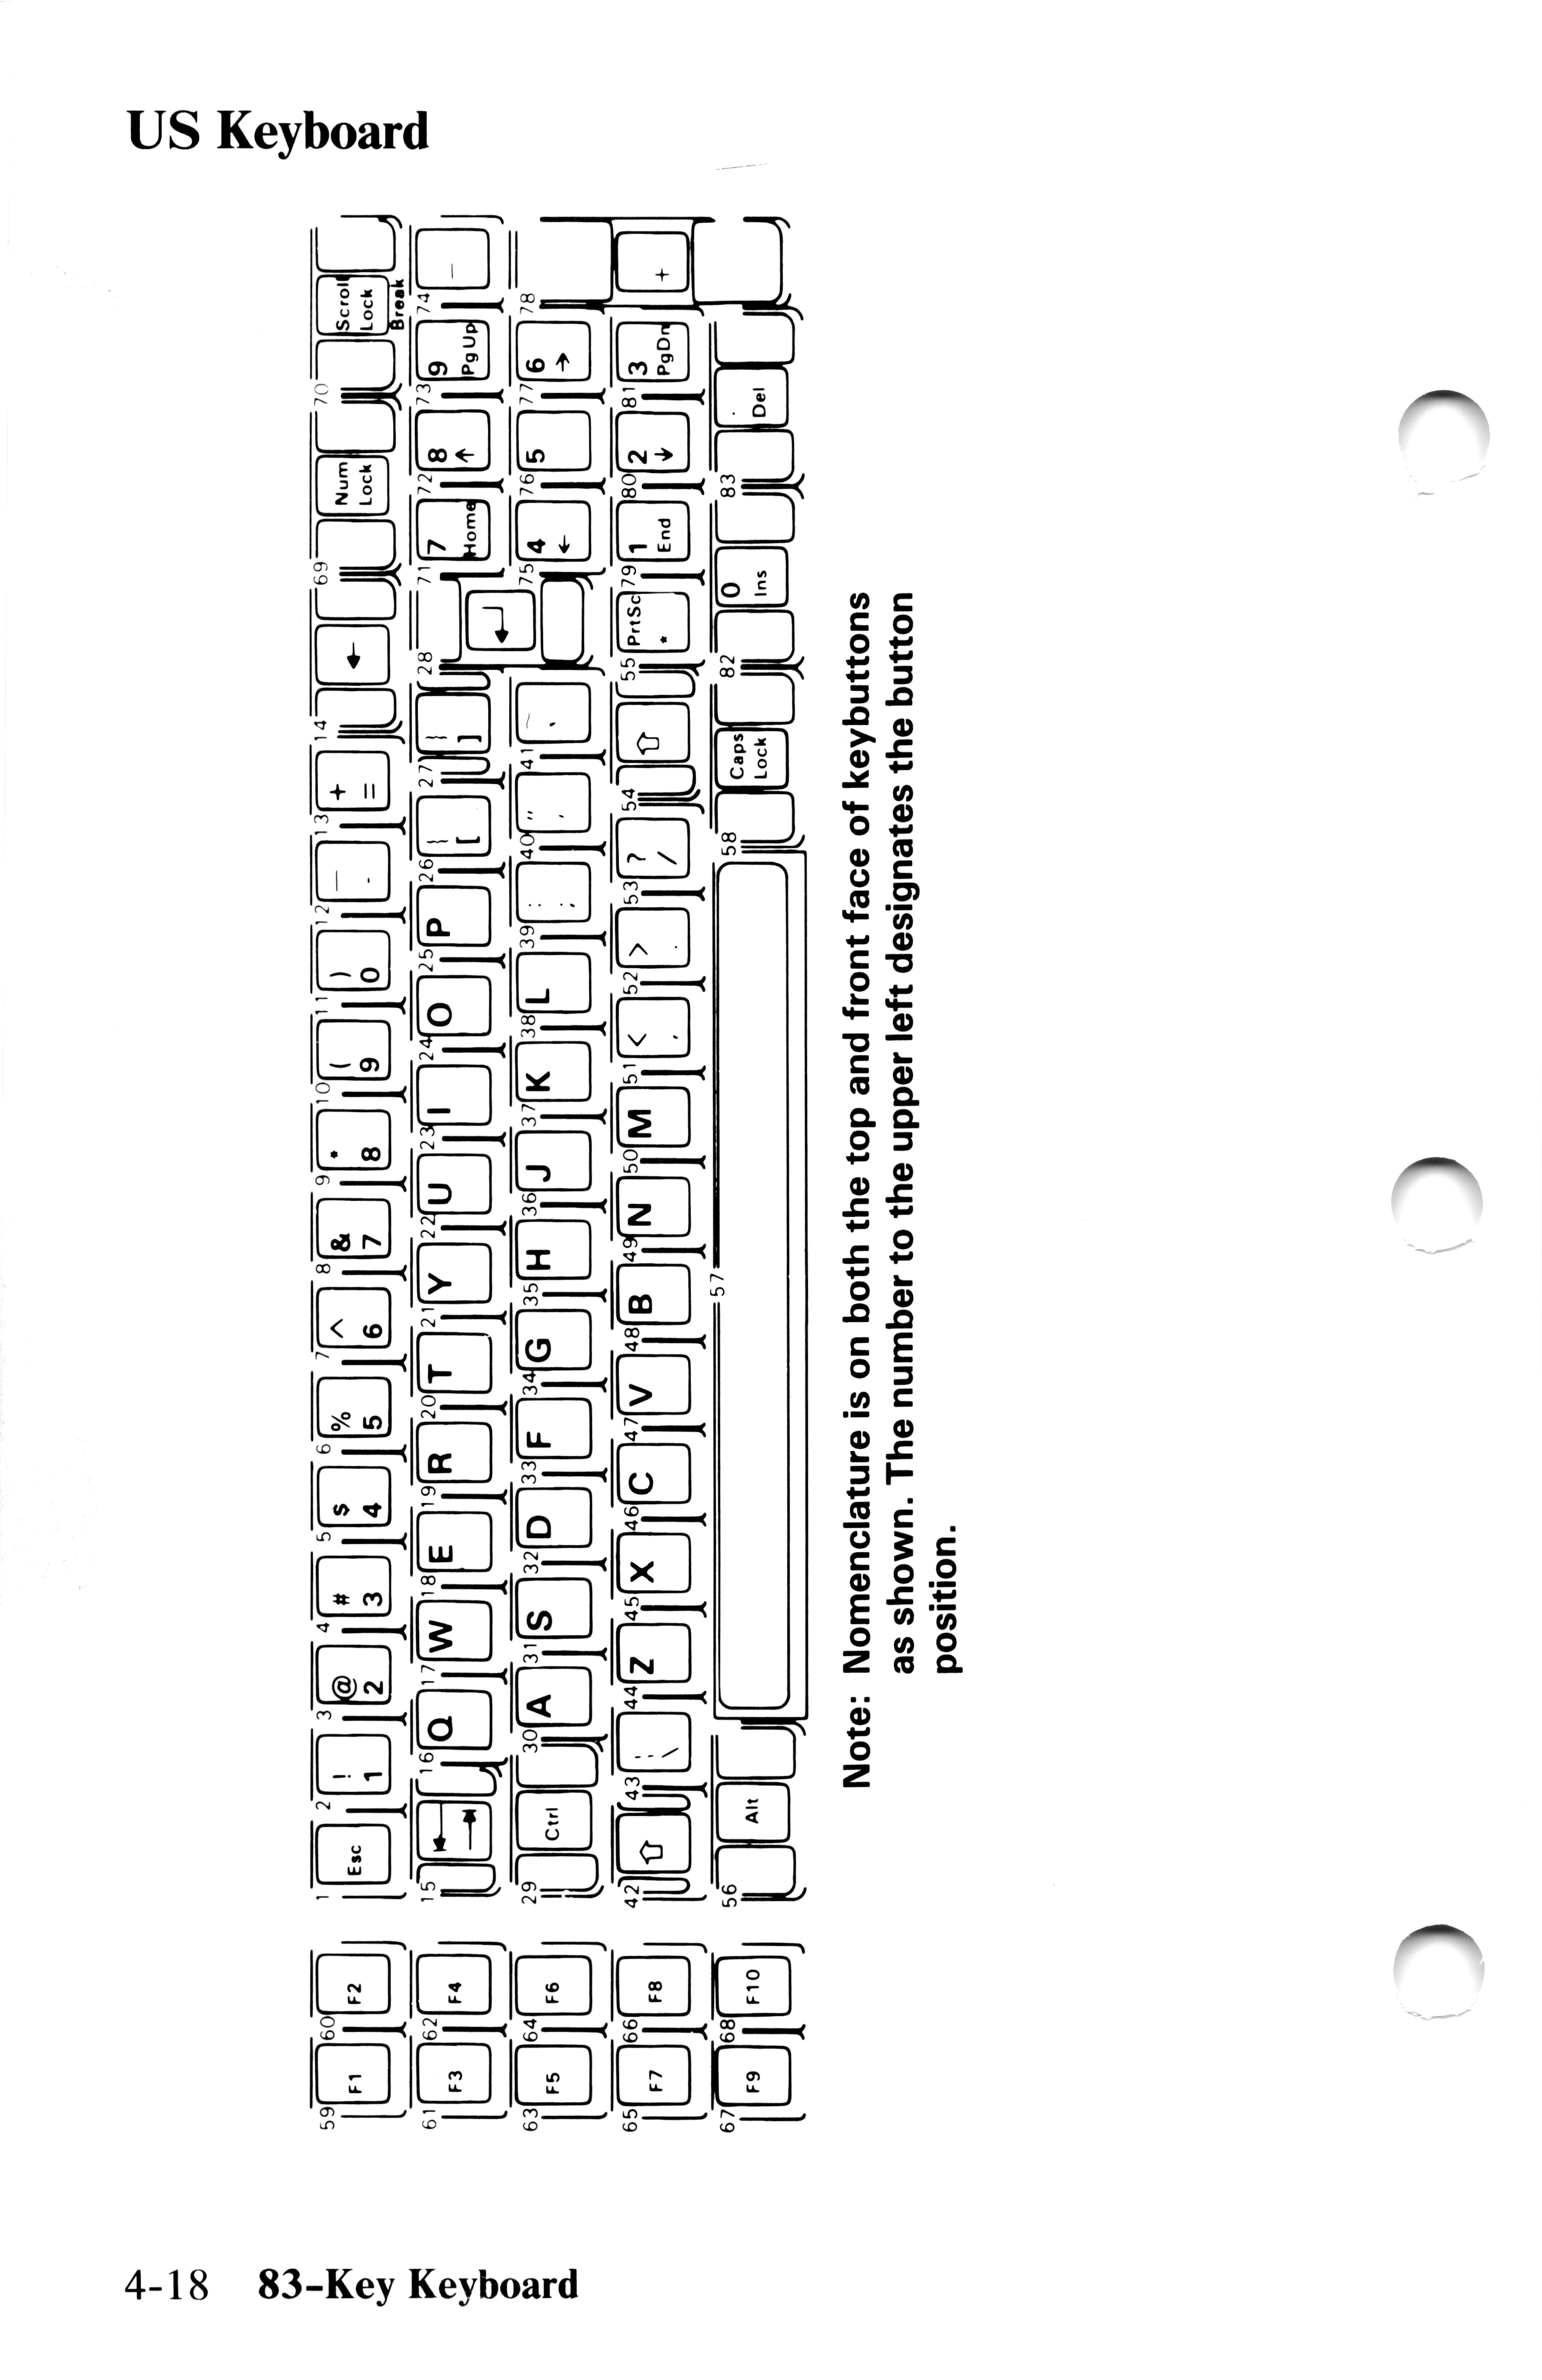 US Keyboard
59 F1 60 F2 1 Esc 2 ! 1 3 @ 2 4 # 3 5 $ 4 6 % 5 7 ^ 6 8 & 7 9 * 8 10 ( 9 11 ) 0 12 — - 13 + = 14 ← 69 Num Lock 70 Scroll Lock Break
61 F3 62 F4 15 16 Q 17 W 18 E 19 R 20 T 21 Y 22 U 23 I 24 O 25 P 26 { [ 27 } ] 28 ↵ 71 7 Home 72 8 ↑ 73 9 PgUp 74 —
63 F5 64 F6 29 Ctrl 30 A 31 S 32 D 33 F 34 G 35 H 36 J 37 K 38 L 39 : ; 40 " ' 41 ~ ` 75 4 ← 76 5 77 6 → 78 +
65 F7 66 F8 42 ⇧ 43 ¦ \ 44 Z 45 X 46 C 47 V 48 B 49 N 50 M 51 < , 52 > . 53 ? / 54 ⇧ 55 PrtSc * 79 1 End 80 2 ↓ 81 3 PgDn
67 F9 68 F10 56 Alt 57 58 Caps Lock 82 0 Ins 83 . Del
Note: Nomenclature is on both the top and front face of keybuttons
as shown. The number to the upper left designates the button
position.
4-18 83-Key Keyboard